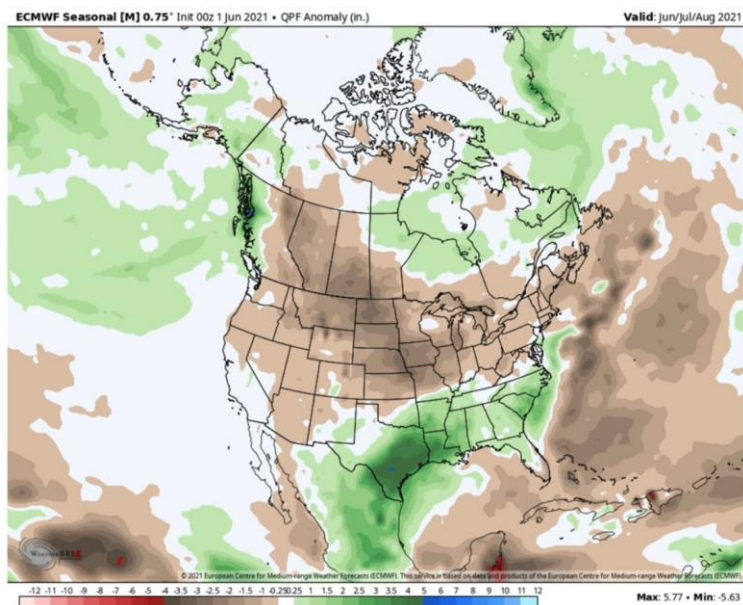 ECMWF Seasonal [M] 0.75° Init 00z 1 Jun 2021 • QPF Anomaly (in.) Valid: Jun/Jul/Aug 2021
WeatherBELL
© 2021 European Centre for Medium-range Weather Forecasts (ECMWF). This service is based on data and products of the European Centre for Medium-range Weather Forecasts (ECMWF).
-12 -11 -10 -9 -8 -7 -6 -5 -4 -3.5 -3 -2.5 -2 -1.5 -1 -0.25 0.25 1 1.5 2 2.5 3 3.5 4 5 6 7 8 9 10 11 12 Max: 5.77 • Min: -5.63